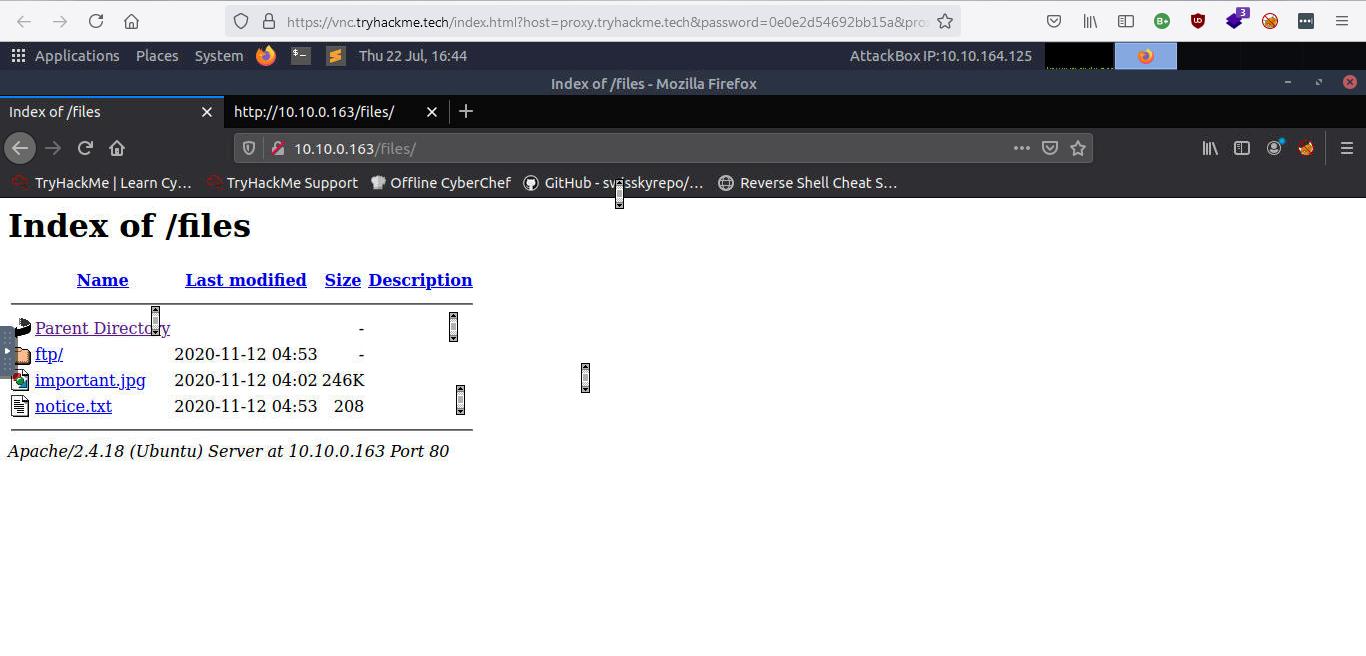 https://vnc.tryhackme.tech/index.html?host=proxy.tryhackme.tech&password=0e0e2d54692bb15a&pro
3
Applications Places System Thu 22 Jul, 16:44 AttackBox IP:10.10.164.125
Index of /files - Mozilla Firefox
Index of /files http://10.10.0.163/files/
10.10.0.163/files/
TryHackMe | Learn Cy… TryHackMe Support Offline CyberChef GitHub - swisskyrepo/… Reverse Shell Cheat S…
Index of /files
Name Last modified Size Description
Parent Directory -
ftp/ 2020-11-12 04:53 -
important.jpg 2020-11-12 04:02 246K
notice.txt 2020-11-12 04:53 208
Apache/2.4.18 (Ubuntu) Server at 10.10.0.163 Port 80